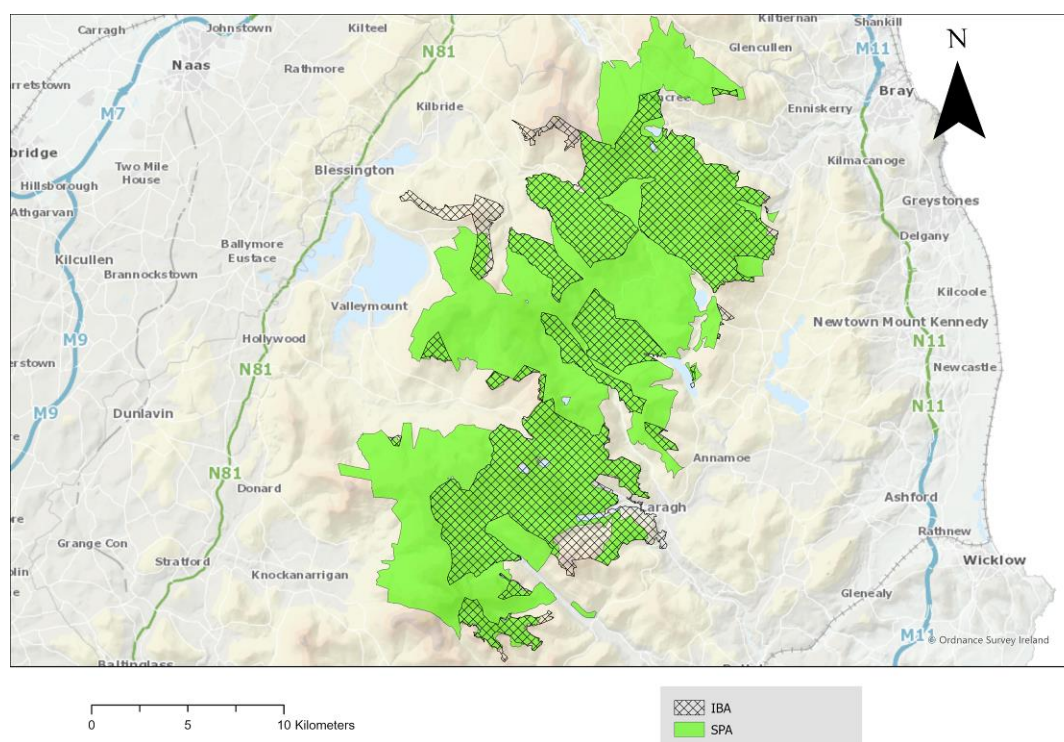 Carragh
Johnstown
Kilteel
Kiltiernan
Shankill
Naas
N81
Glencullen
M11
Rathmore
Bray
Kilbride
Enniskerry
M7
Two Mile
House
Blessington
Kilmacanoge
Hillsborough
Athgarvan
Greystones
Delgany
Kilcullen
Ballymore
Eustace
Brannockstown
Kilcoole
Valleymount
Newtown Mount Kennedy
M9
Hollywood
N11
Newcastle
N81
M9
Dunlavin
N11
Annamoe
N81
Donard
Ashford
Laragh
Rathnew
Grange Con
Stratford
Wicklow
Knockanarrigan
Glenealy
M11
© Ordnance Survey Ireland
Baltinglass
N
0 5 10 Kilometers
IBA
SPA